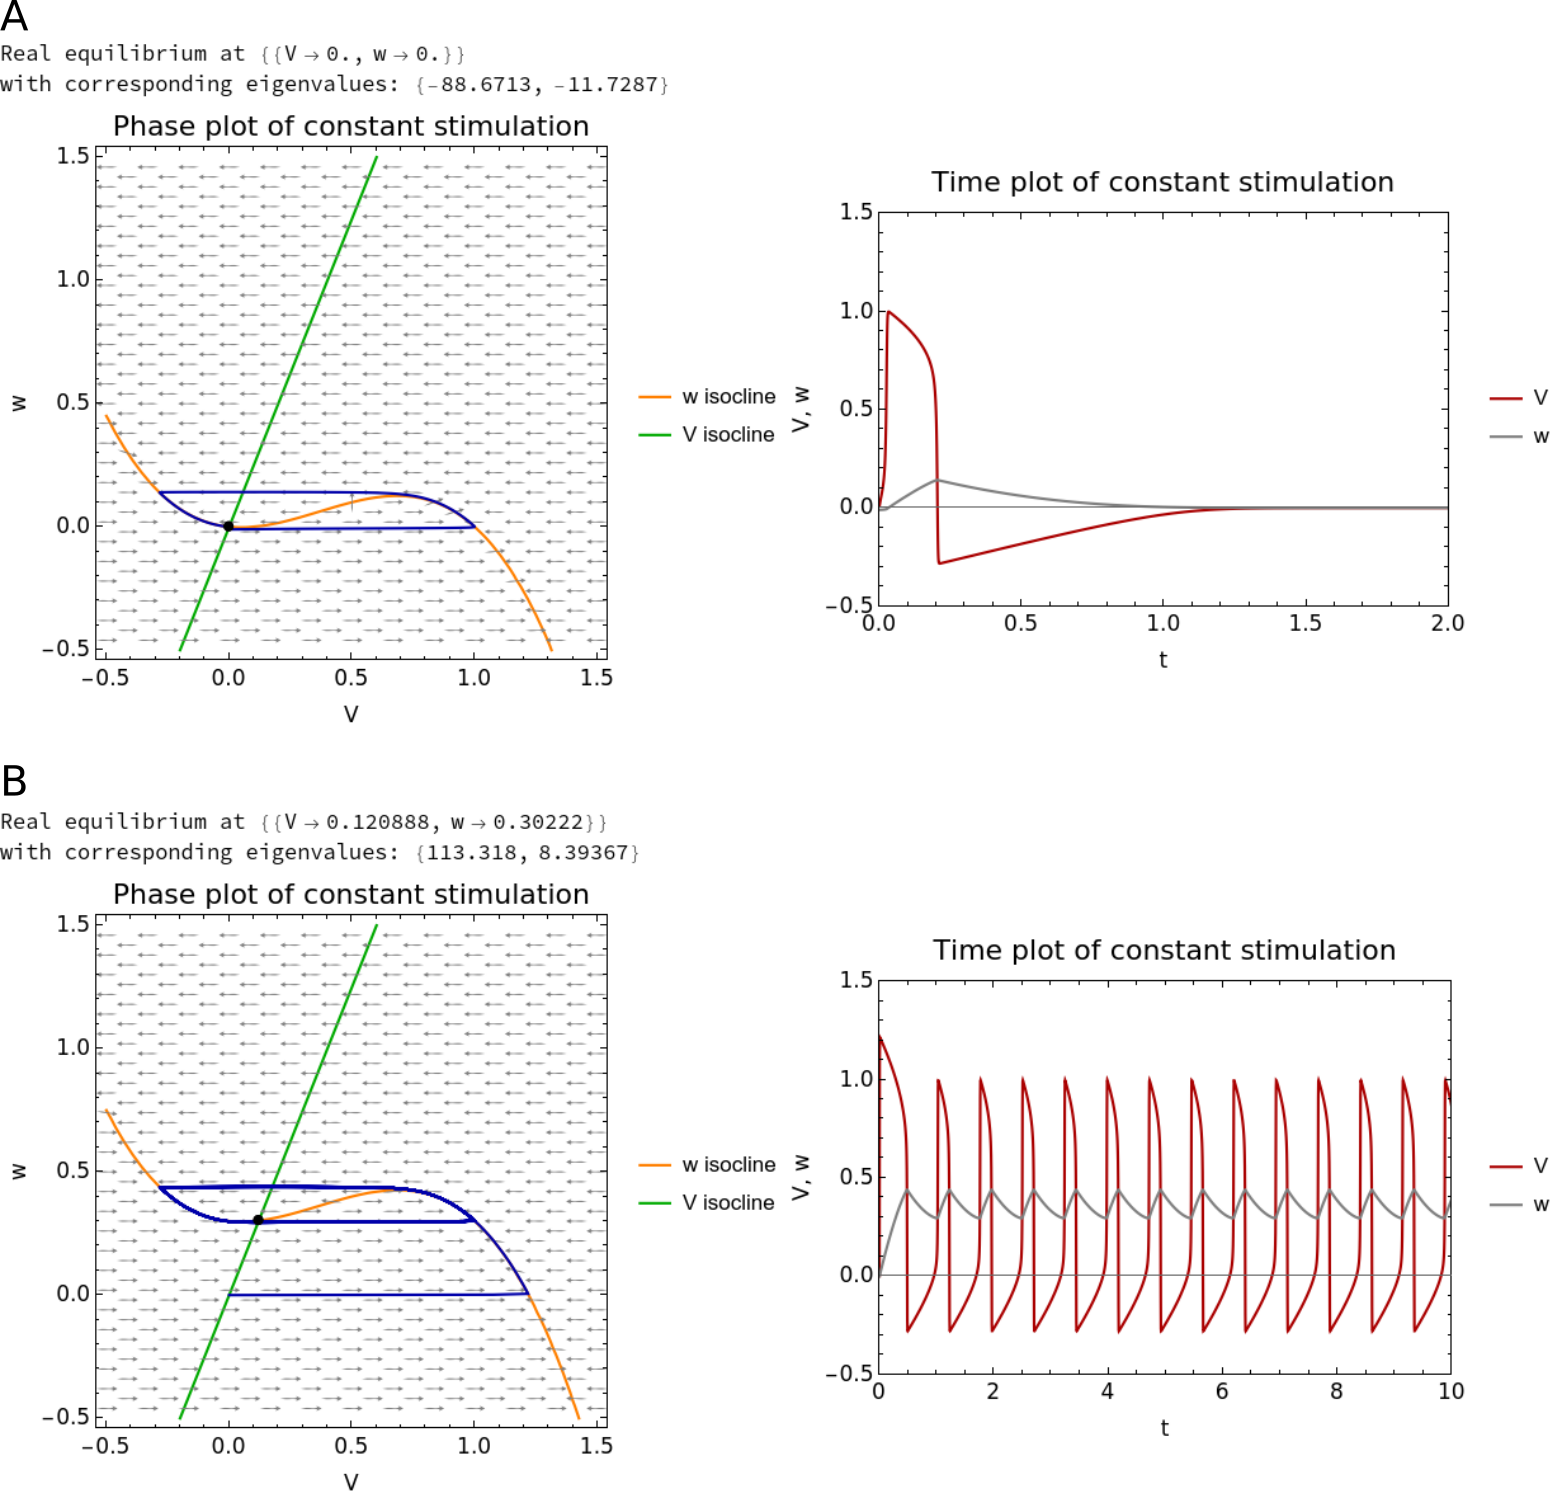 A
Real equilibrium at {{V → 0., w → 0.}}
with corresponding eigenvalues: {-88.6713, -11.7287}
Phase plot of constant stimulation
1.5
1.0
0.5
0.0
−0.5
w
−0.5 0.0 0.5 1.0 1.5
V
w isocline
V isocline
Time plot of constant stimulation
1.5
1.0
0.5
0.0
−0.5
V, w
0.0 0.5 1.0 1.5 2.0
t
V
w
B
Real equilibrium at {{V → 0.120888, w → 0.30222}}
with corresponding eigenvalues: {113.318, 8.39367}
Phase plot of constant stimulation
1.5
1.0
0.5
0.0
−0.5
w
−0.5 0.0 0.5 1.0 1.5
V
w isocline
V isocline
Time plot of constant stimulation
1.5
1.0
0.5
0.0
−0.5
V, w
0 2 4 6 8 10
t
V
w